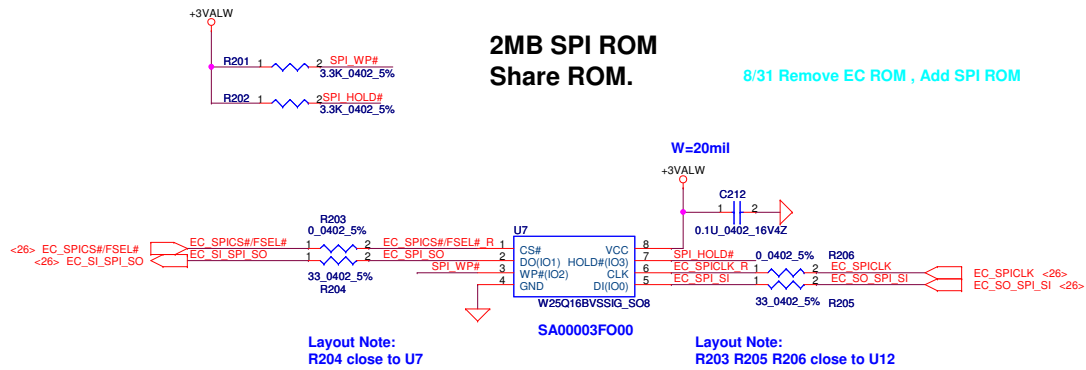 +3VALW
2MB SPI ROM
Share ROM.
8/31 Remove EC ROM , Add SPI ROM
R201 1 2 SPI_WP#
3.3K_0402_5%
R202 1 2 SPI_HOLD#
3.3K_0402_5%
W=20mil
+3VALW
C212
1 2
0.1U_0402_16V4Z
R203
0_0402_5%
U7
<26> EC_SPICS#/FSEL# EC_SPICS#/FSEL# 1 2 EC_SPICS#/FSEL#_R 1 CS# VCC 8
<26> EC_SI_SPI_SO EC_SI_SPI_SO 1 2 EC_SPI_SO 2 DO(IO1) HOLD#(IO3) 7 SPI_HOLD# 0_0402_5% R206
SPI_WP# 3 WP#(IO2) CLK 6 EC_SPICLK_R 1 2 EC_SPICLK EC_SPICLK <26>
4 GND DI(IO0) 5 EC_SPI_SI 1 2 EC_SO_SPI_SI EC_SO_SPI_SI <26>
33_0402_5%
R204
W25Q16BVSSIG_SO8
33_0402_5% R205
SA00003FO00
Layout Note:
R204 close to U7
Layout Note:
R203 R205 R206 close to U12